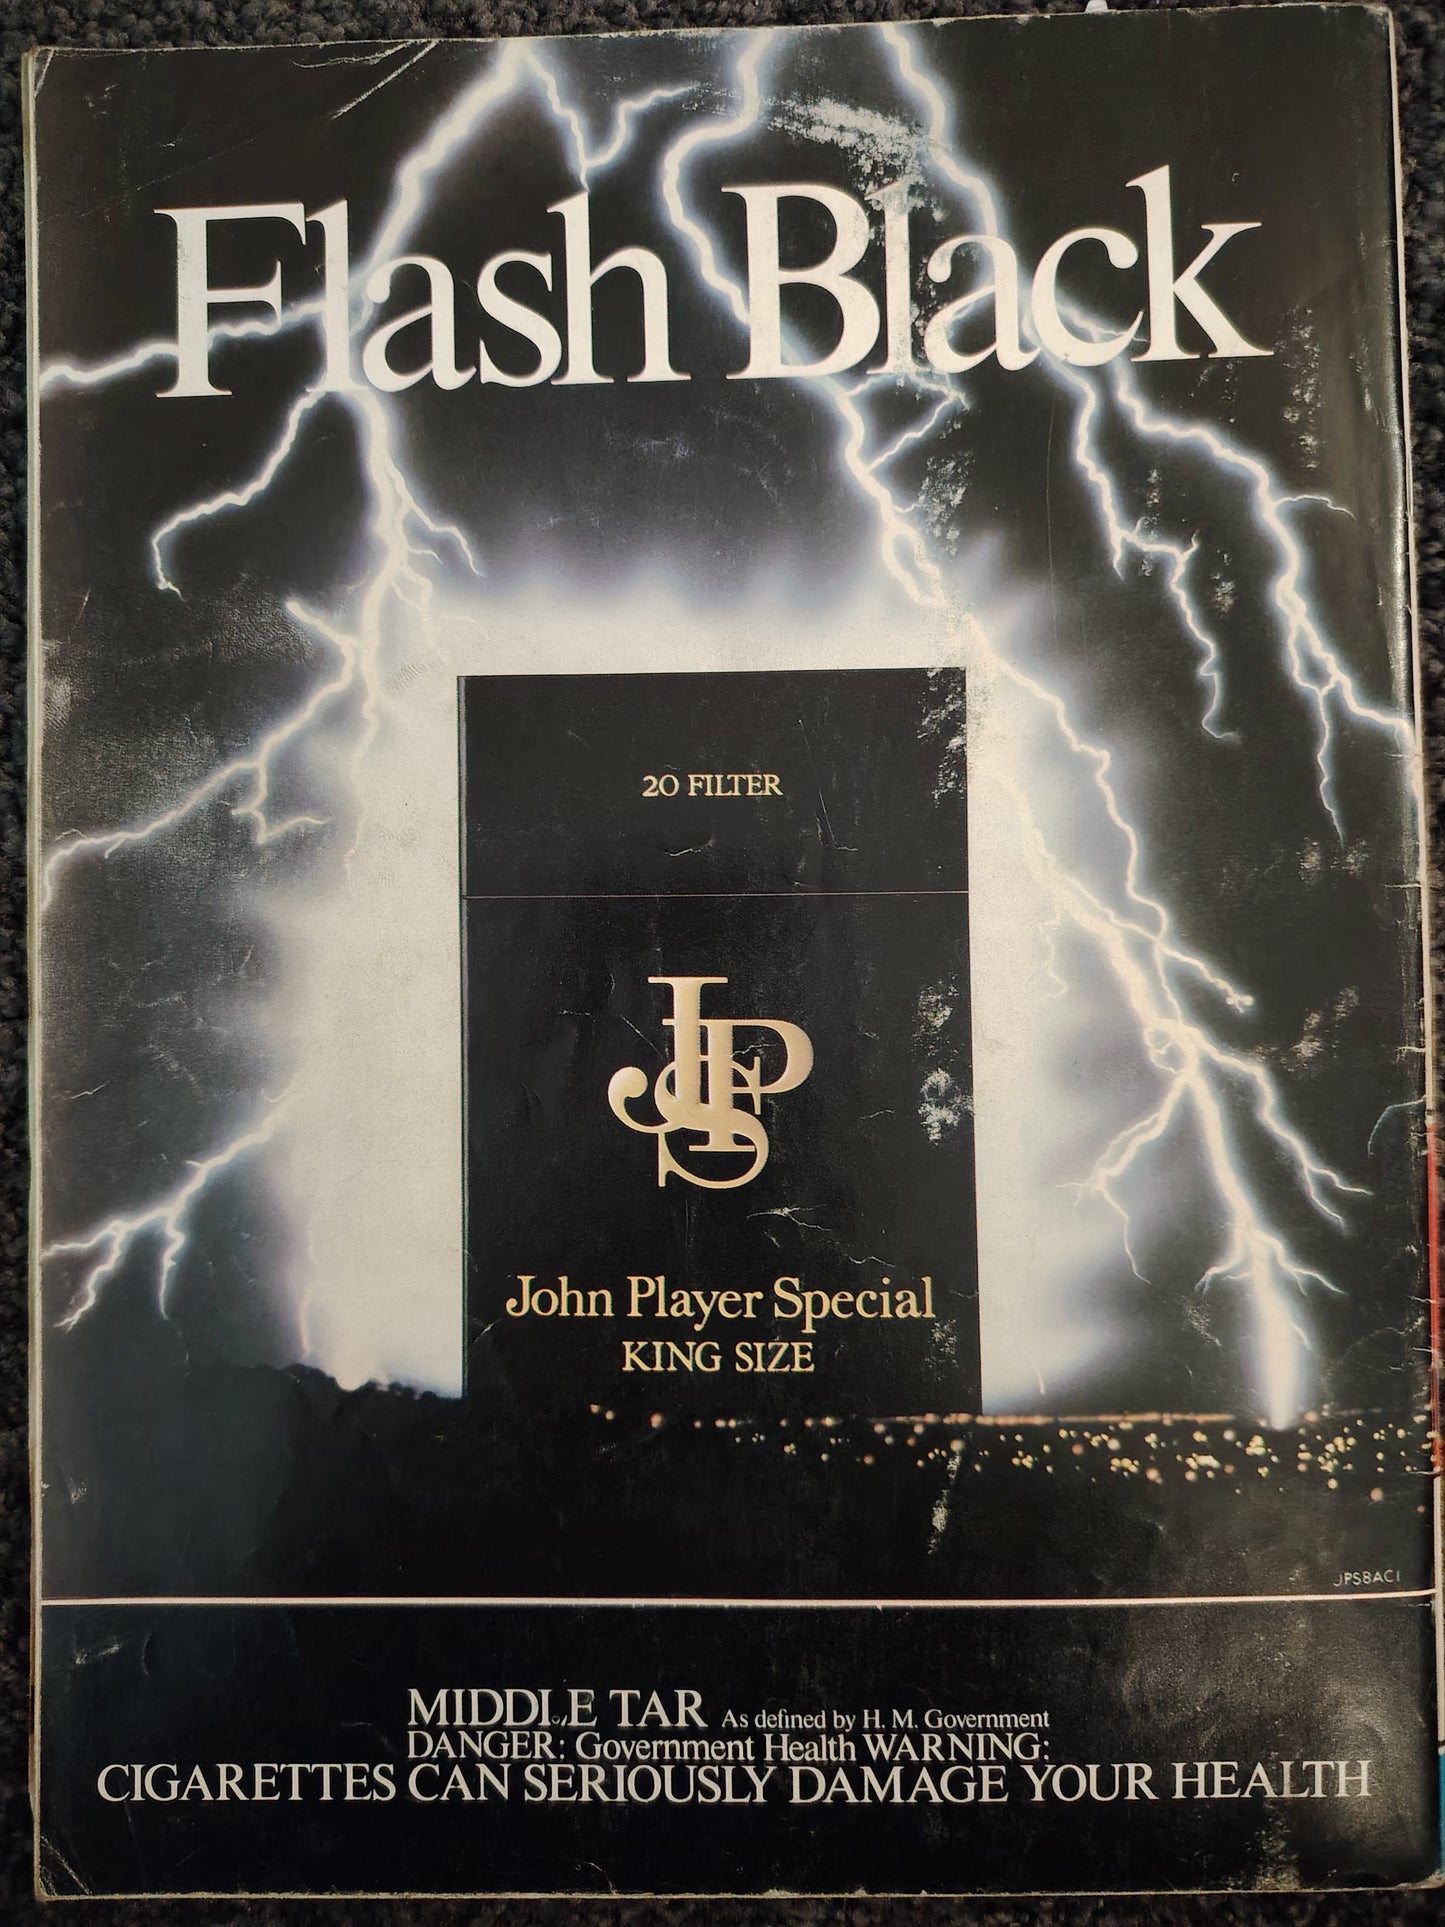 Flash Black
20 FILTER
JPS
John Player Special
KING SIZE
JPS8AC1
MIDDLE TAR As defined by H. M. Government
DANGER: Government Health WARNING:
CIGARETTES CAN SERIOUSLY DAMAGE YOUR HEALTH